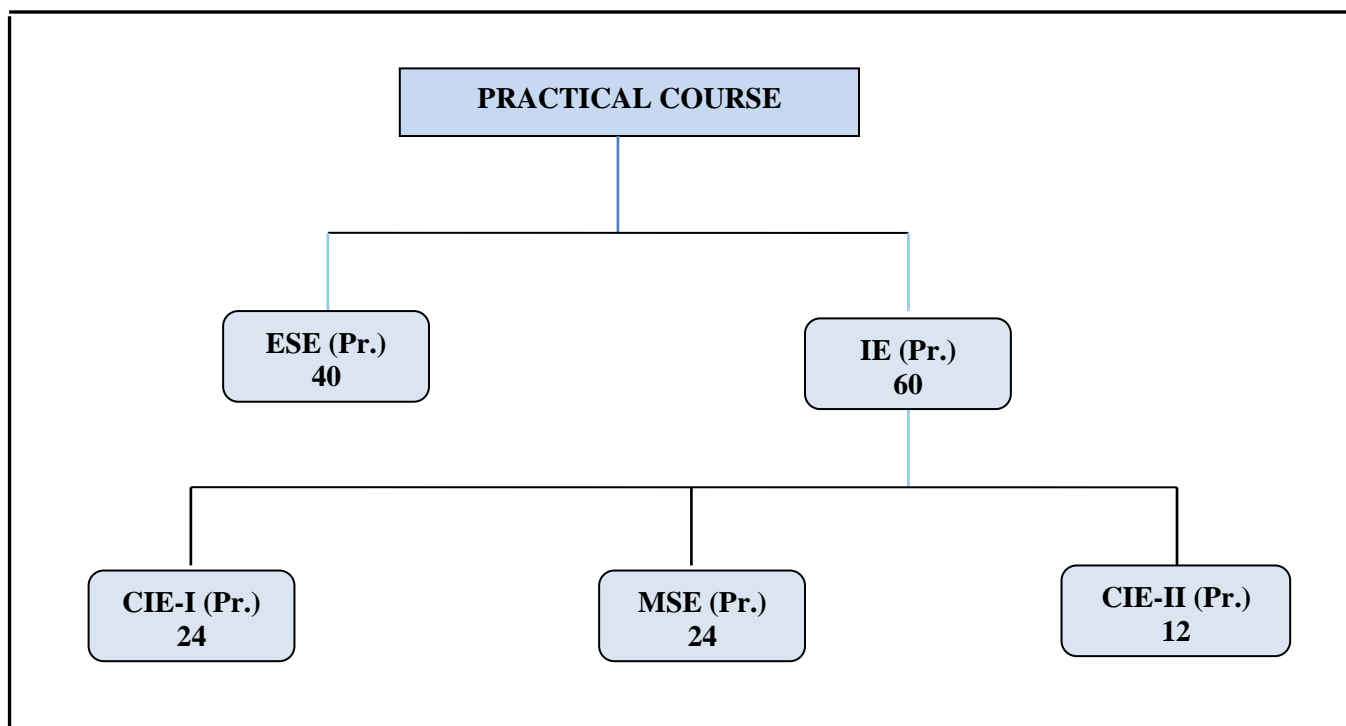 PRACTICAL COURSE
ESE (Pr.)
40
IE (Pr.)
60
CIE-I (Pr.)
24
MSE (Pr.)
24
CIE-II (Pr.)
12